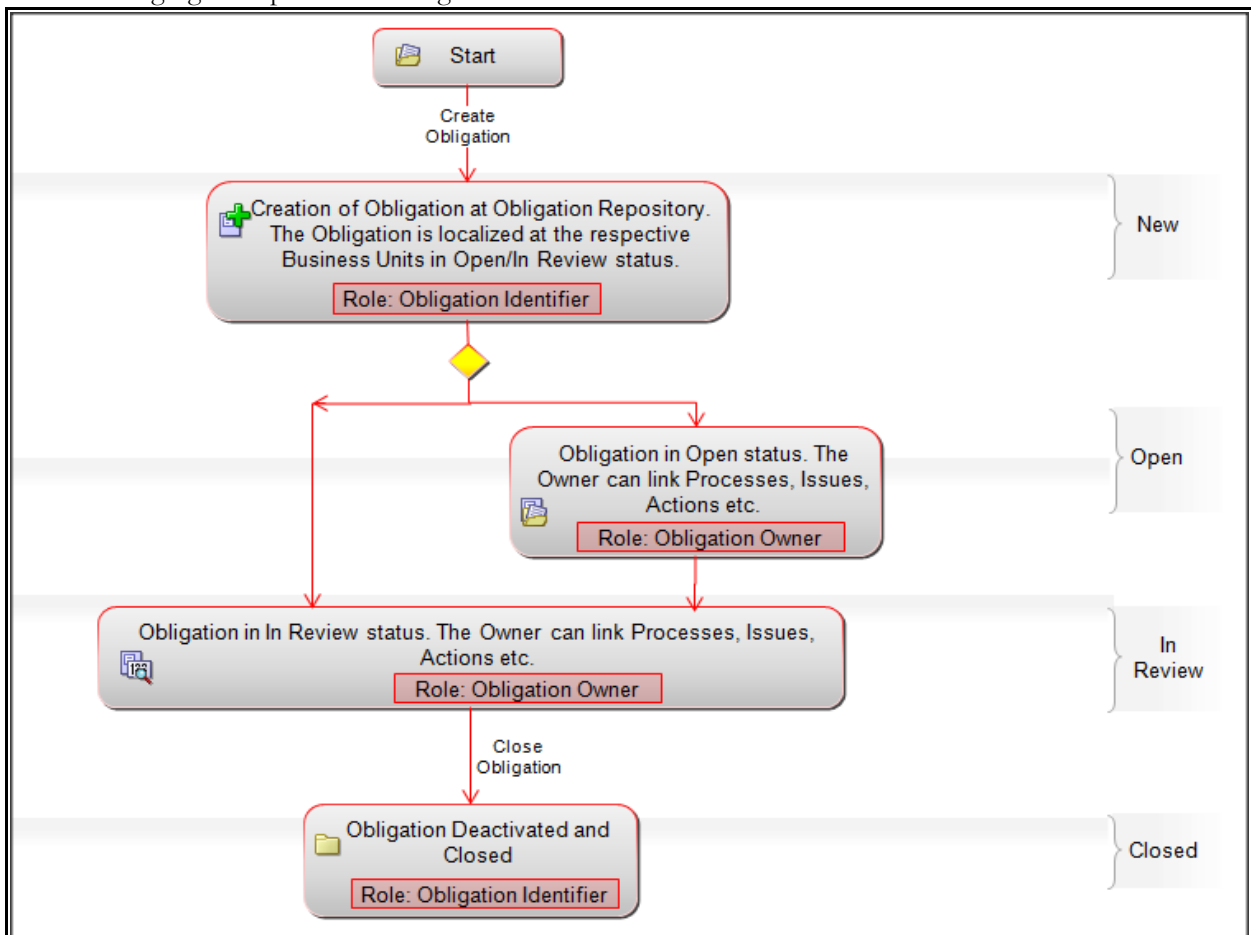 Start
Create
Obligation
Creation of Obligation at Obligation Repository.
The Obligation is localized at the respective
Business Units in Open/In Review status.
Role: Obligation Identifier
New
Obligation in Open status. The
Owner can link Processes, Issues,
Actions etc.
Role: Obligation Owner
Open
Obligation in In Review status. The Owner can link Processes, Issues,
Actions etc.
Role: Obligation Owner
In
Review
Close
Obligation
Obligation Deactivated and
Closed
Role: Obligation Identifier
Closed